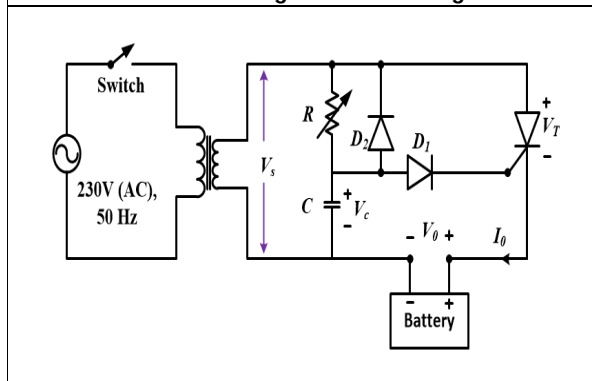 Switch
230V (AC),
50 Hz
V_s
R
D_2
D_1
+
V_T
-
C
+
V_c
-
- V_0 +
I_0
- +
Battery